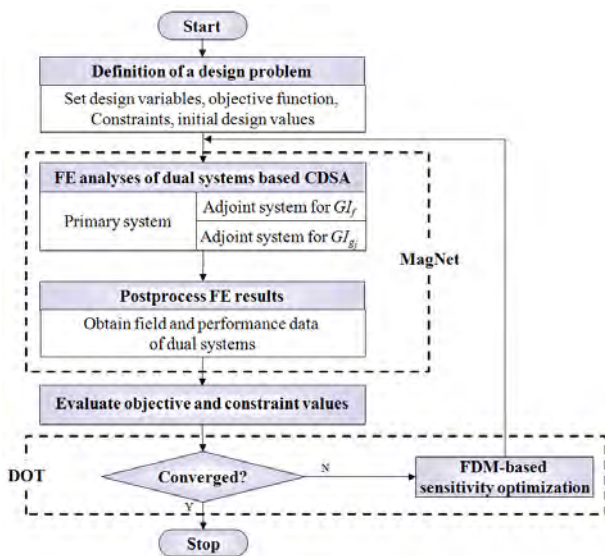 Start
Definition of a design problem
Set design variables, objective function,
Constraints, initial design values
FE analyses of dual systems based CDSA
Primary system
Adjoint system for GI_f
Adjoint system for GI_gj
MagNet
Postprocess FE results
Obtain field and performance data
of dual systems
Evaluate objective and constraint values
DOT
Converged?
N
FDM-based
sensitivity optimization
Y
Stop